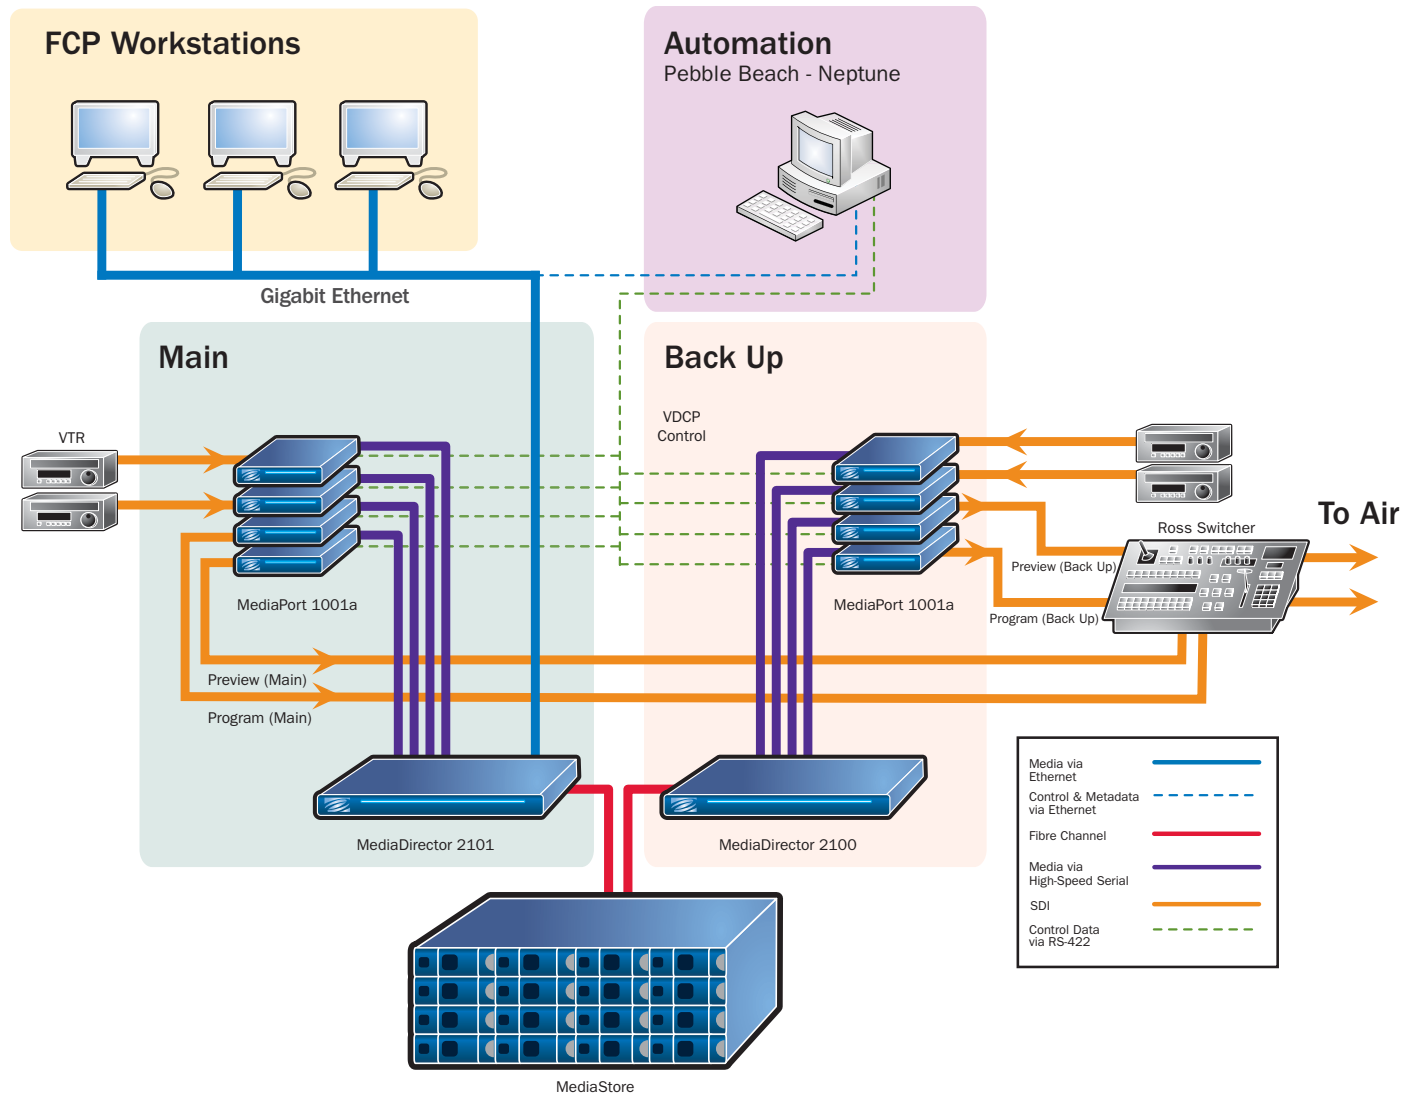 FCP Workstations
Automation
Pebble Beach - Neptune
Gigabit Ethernet
Main
Back Up
VDCP
Control
VTR
To Air
Ross Switcher
Preview (Back Up)
MediaPort 1001a
MediaPort 1001a
Program (Back Up)
Preview (Main)
Program (Main)
Media via
Ethernet
Control & Metadata
via Ethernet
Fibre Channel
Media via
High-Speed Serial
SDI
Control Data
via RS-422
MediaDirector 2101
MediaDirector 2100
MediaStore